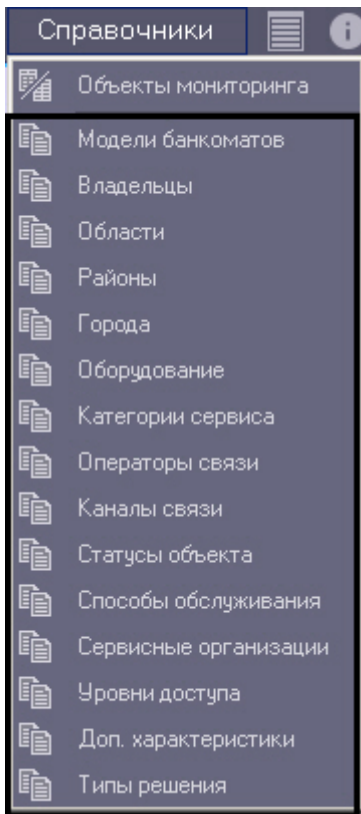 Справочники
Объекты мониторинга
Модели банкоматов
Владельцы
Области
Районы
Города
Оборудование
Категории сервиса
Операторы связи
Каналы связи
Статусы объекта
Способы обслуживания
Сервисные организации
Уровни доступа
Доп. характеристики
Типы решения